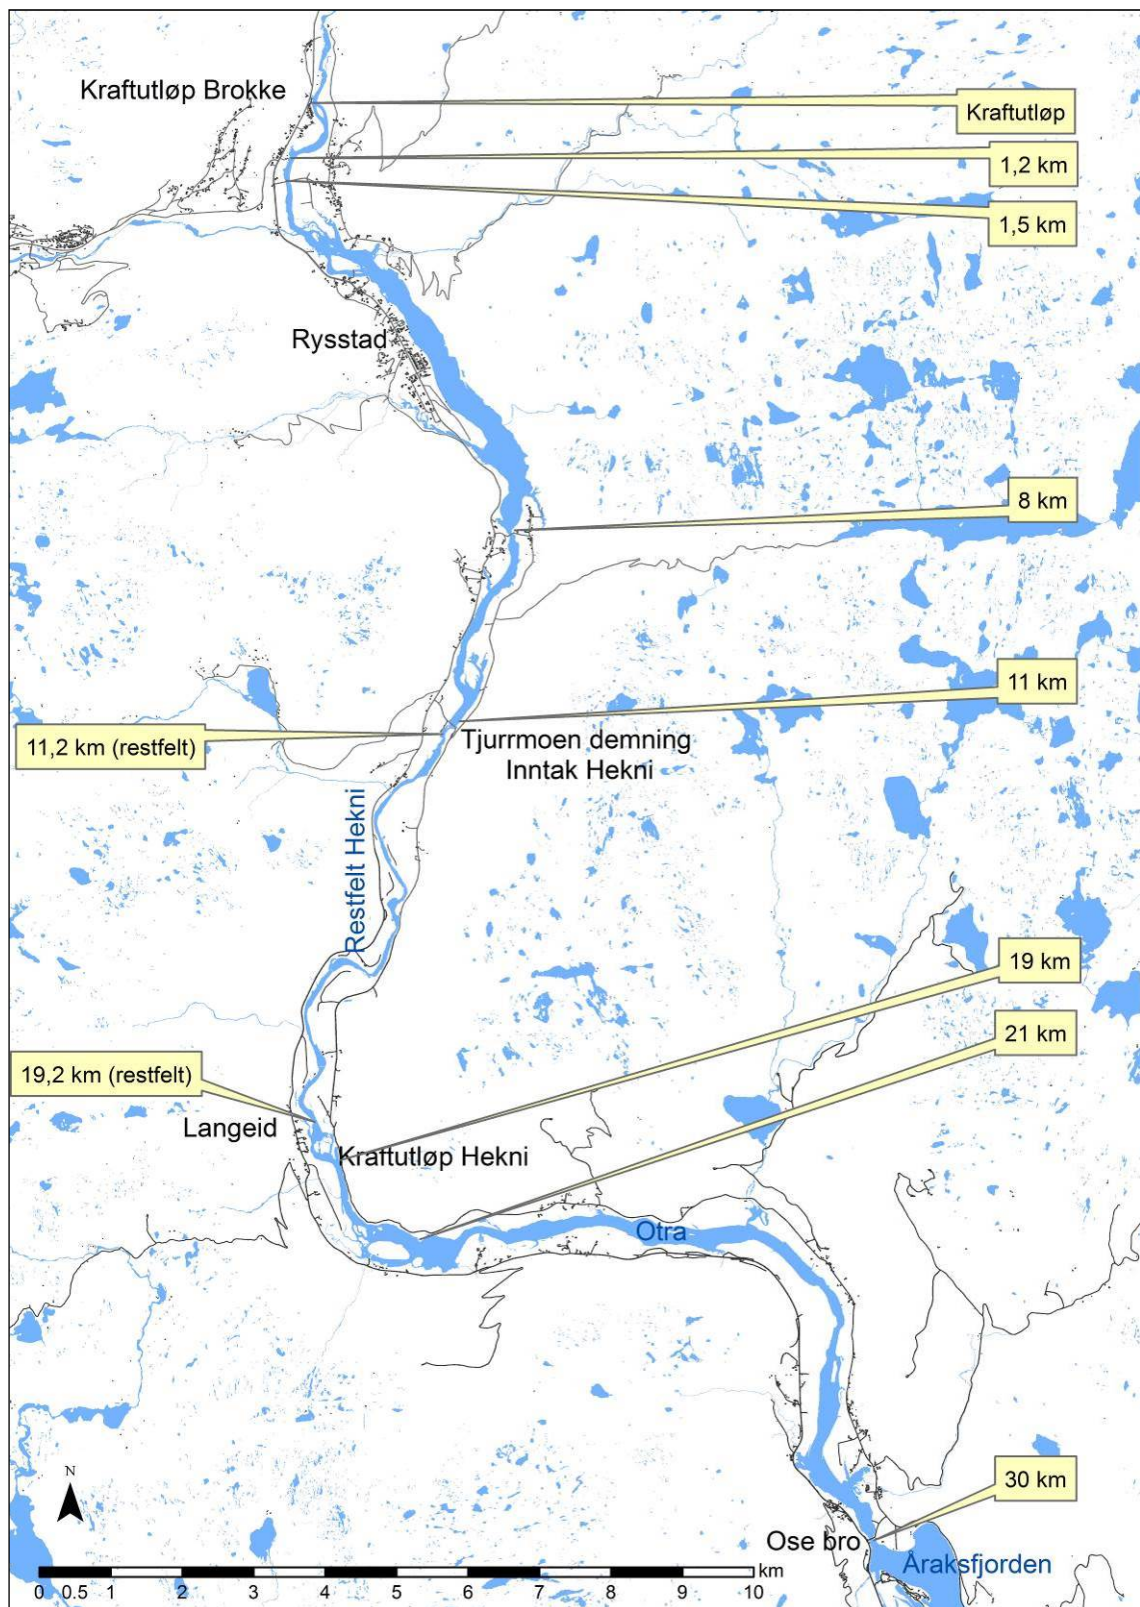 Kraftutløp Brokke
Kraftutløp
1,2 km
1,5 km
Rysstad
8 km
11 km
11,2 km (restfelt)
Tjurrmoen demning
Inntak Hekni
Restfelt Hekni
19 km
21 km
19,2 km (restfelt)
Langeid
Kraftutløp Hekni
Otra
30 km
N
Ose bro
Åraksfjorden
km
0 0.5 1 2 3 4 5 6 7 8 9 10